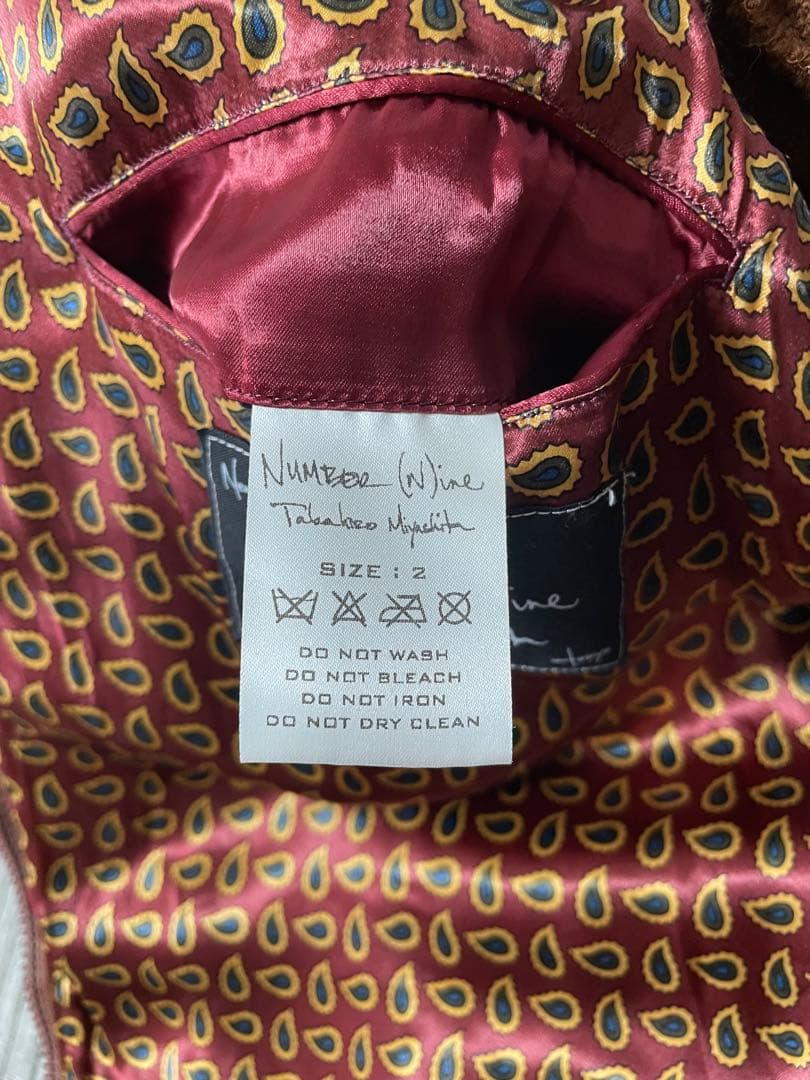 NUMBER (N)ine
Takahiro Miyashita
SIZE : 2
DO NOT WASH
DO NOT BLEACH
DO NOT IRON
DO NOT DRY CLEAN
ine